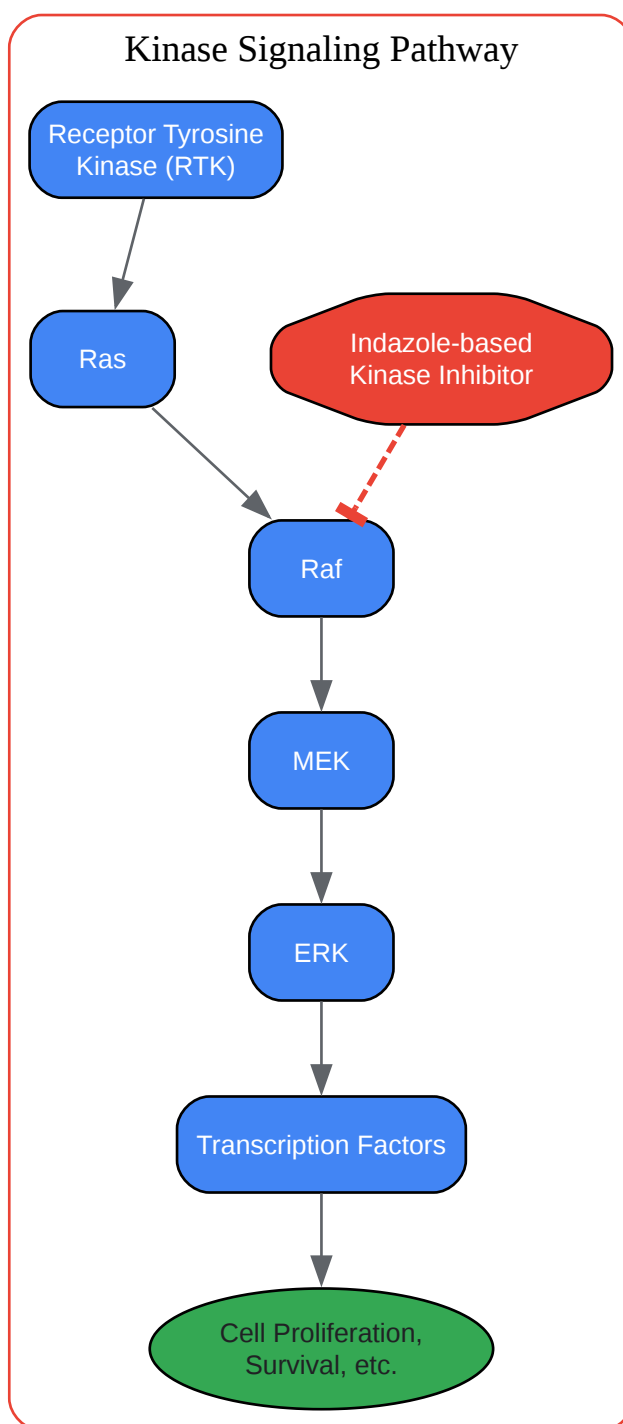 Kinase Signaling Pathway
Receptor Tyrosine
Kinase (RTK)
Ras
Indazole-based
Kinase Inhibitor
Raf
MEK
ERK
Transcription Factors
Cell Proliferation,
Survival, etc.